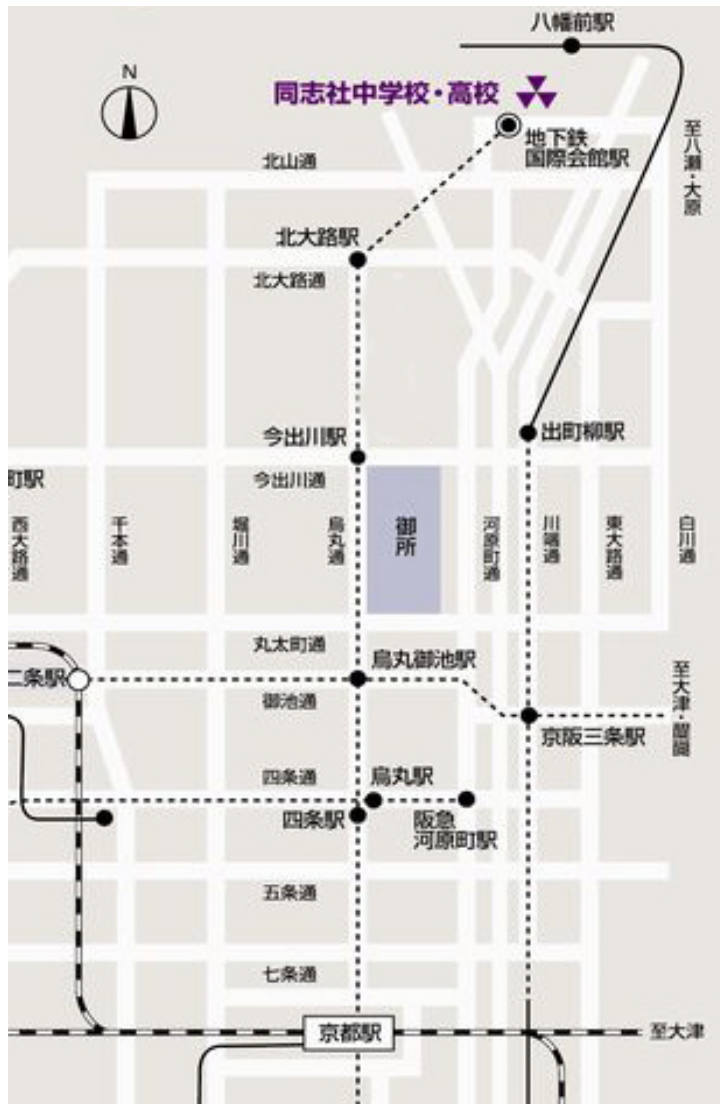 八幡前駅
N
同志社中学校・高校
地下鉄
国際会館駅
至八瀬・大原
北山通
北大路駅
北大路通
今出川駅
出町柳駅
今出川通
町駅
西大路通
千本通
堀川通
烏丸通
御所
河原町通
川端通
東大路通
白川通
丸太町通
烏丸御池駅
二条駅
御池通
京阪三条駅
至大津・醍醐
四条通
烏丸駅
四条駅
阪急
河原町駅
五条通
七条通
京都駅
至大津